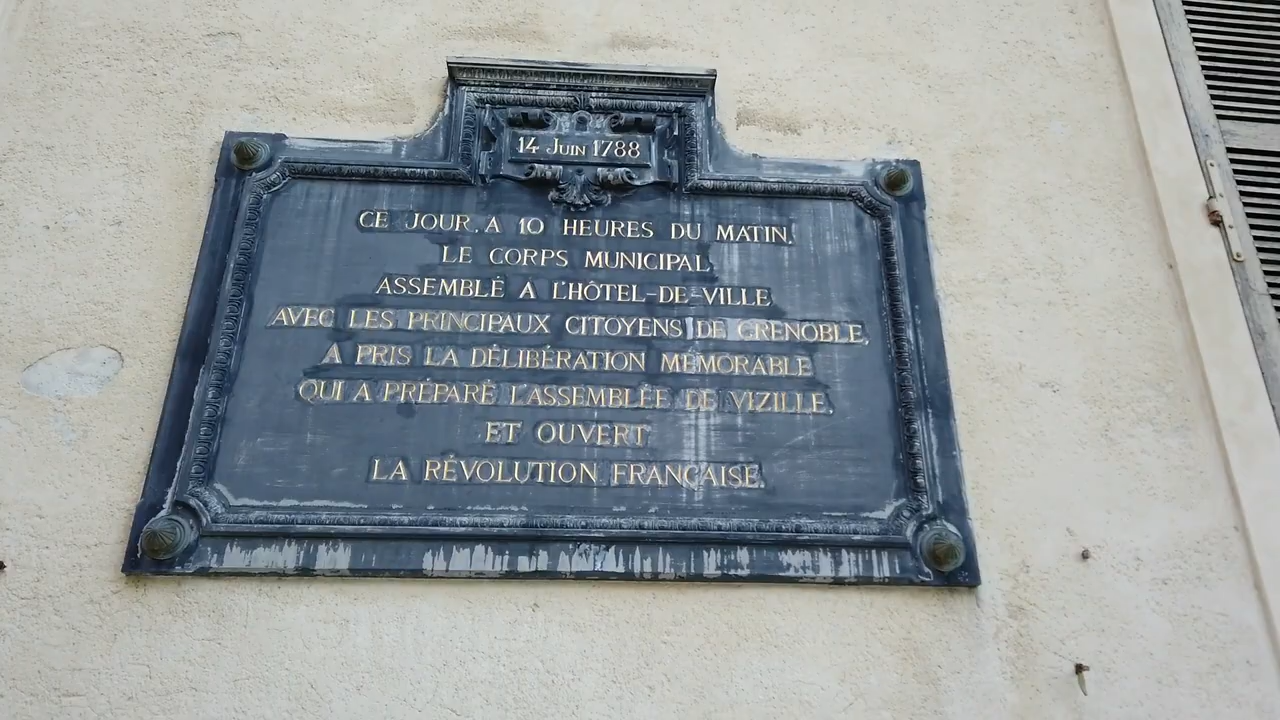 14 Juin 1788
CE JOUR, A 10 HEURES DU MATIN,
LE CORPS MUNICIPAL
ASSEMBLÉ A L'HÔTEL-DE-VILLE
AVEC LES PRINCIPAUX CITOYENS DE GRENOBLE,
A PRIS LA DÉLIBÉRATION MÉMORABLE
QUI A PRÉPARÉ L'ASSEMBLÉE DE VIZILLE,
ET OUVERT
LA RÉVOLUTION FRANÇAISE.